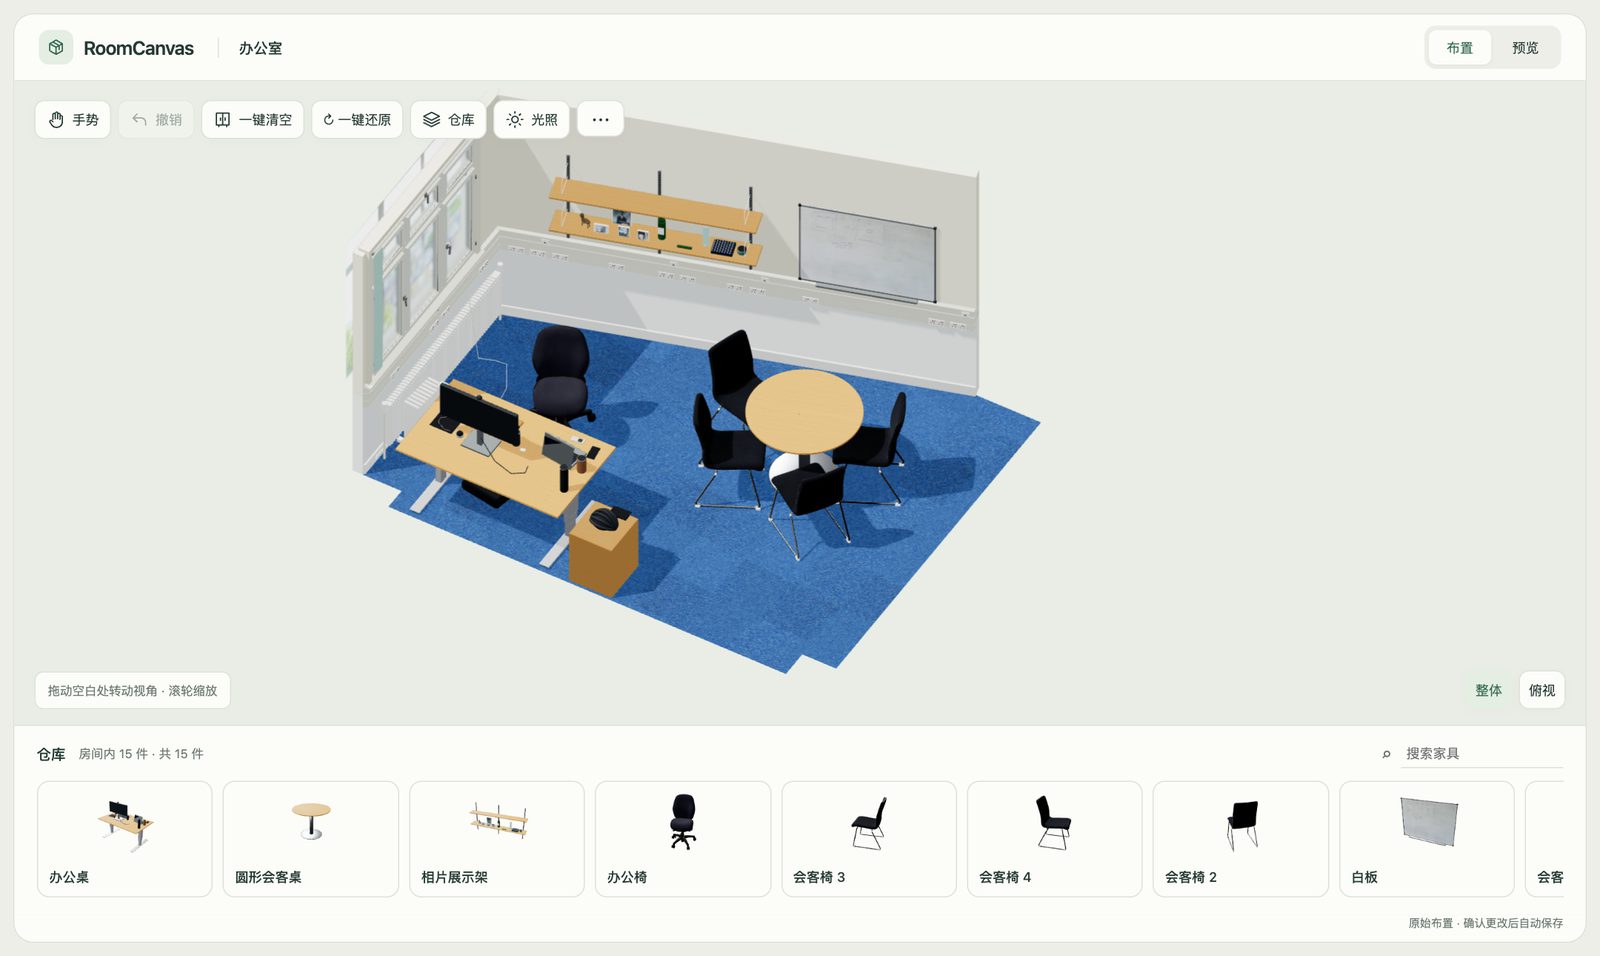 RoomCanvas
办公室
布置
预览
手势
撤销
一键清空
一键还原
仓库
光照
拖动空白处转动视角 · 滚轮缩放
整体
俯视
仓库
房间内 15 件 · 共 15 件
搜索家具
办公桌
圆形会客桌
相片展示架
办公椅
会客椅 3
会客椅 4
会客椅 2
白板
会客
原始布置 · 确认更改后自动保存